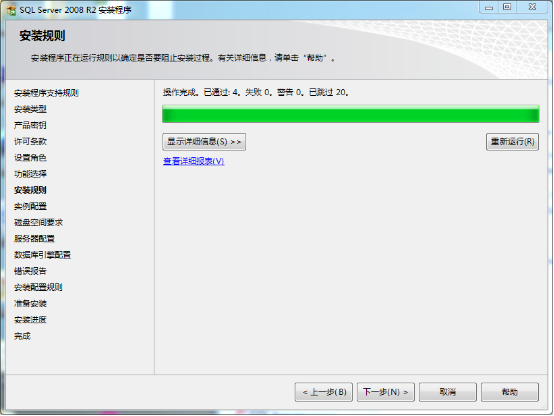 SQL Server 2008 R2 安装程序
安装规则
安装程序正在运行规则以确定是否要阻止安装过程。有关详细信息，请单击“帮助”。
安装程序支持规则
安装类型
产品密钥
许可条款
设置角色
功能选择
安装规则
实例配置
磁盘空间要求
服务器配置
数据库引擎配置
错误报告
安装配置规则
准备安装
安装进度
完成
操作完成。已通过: 4。失败 0。警告 0。已跳过 20。
显示详细信息(S) >>
重新运行(R)
查看详细报表(V)
< 上一步(B)
下一步(N) >
取消
帮助